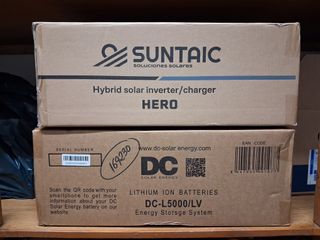 SUNTAIC
soluciones solares
Hybrid solar inverter/charger
HERO
SERIAL NUMBER
169230
www.dc-solar-energy.com
EAN CODE
DC
SOLAR ENERGY
Scan the QR code with your
smartphone to get more
information about your DC
Solar Energy battery on our
website
LITHIUM ION BATTERIES
DC-L5000/LV
Energy Storage System